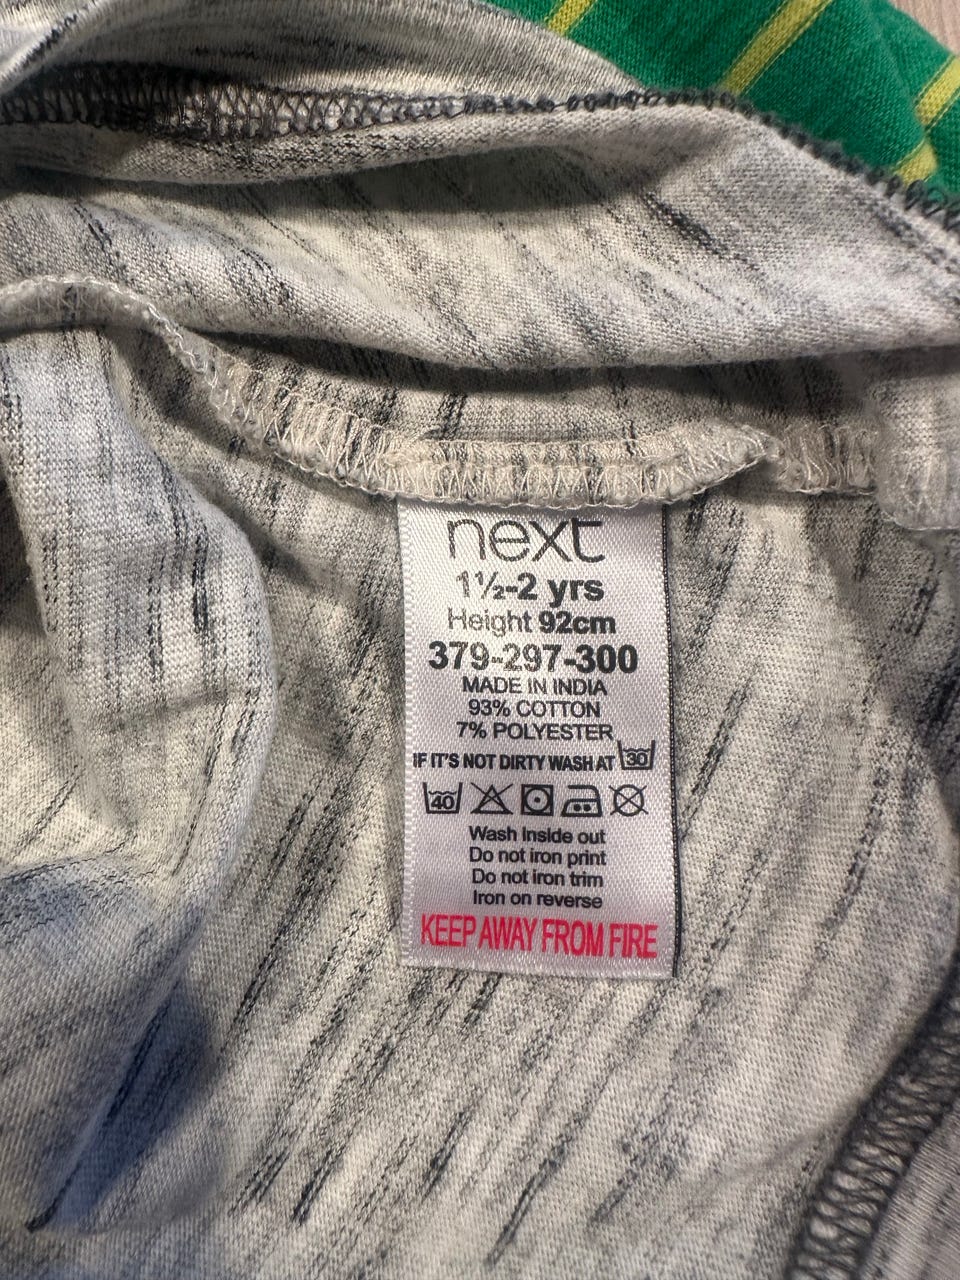 next
1½-2 yrs
Height 92cm
379-297-300
MADE IN INDIA
93% COTTON
7% POLYESTER
IF IT'S NOT DIRTY WASH AT 30
40
Wash Inside out
Do not iron print
Do not iron trim
Iron on reverse
KEEP AWAY FROM FIRE